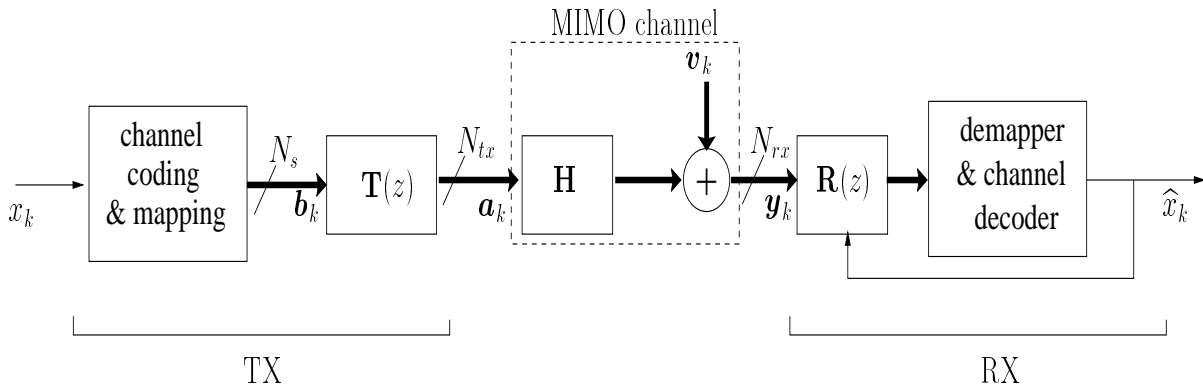 MIMO channel
v_k
channel
coding
& mapping
N_s
T(z)
N_tx
H
+
N_rx
R(z)
demapper
& channel
decoder
x_k
b_k
a_k
y_k
x̂_k
TX
RX